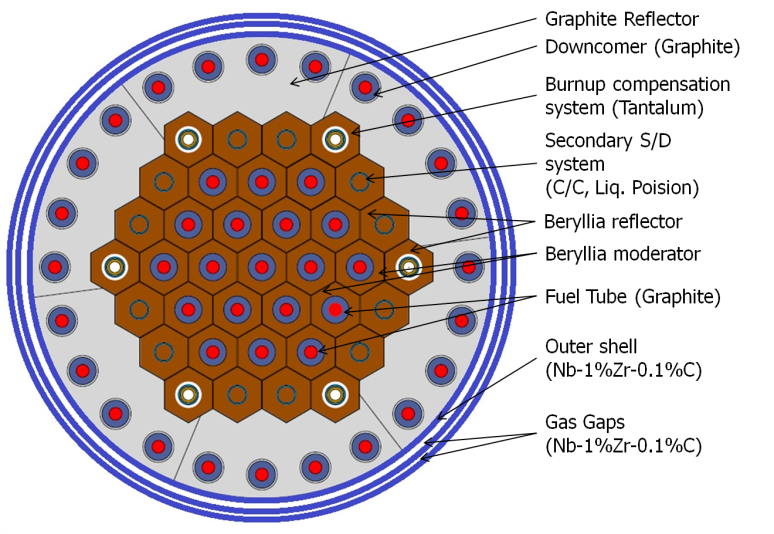 Graphite Reflector
Downcomer (Graphite)
Burnup compensation
system (Tantalum)
Secondary S/D
system
(C/C, Liq. Poision)
Beryllia reflector
Beryllia moderator
Fuel Tube (Graphite)
Outer shell
(Nb-1%Zr-0.1%C)
Gas Gaps
(Nb-1%Zr-0.1%C)